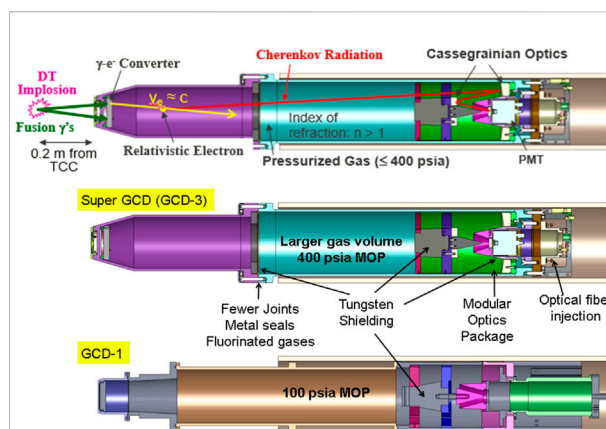 γ-e⁻ Converter
Cherenkov Radiation
Cassegrainian Optics
DT
Implosion
Vₑ ≈ C
Fusion γ's
Relativistic Electron
Index of
refraction: n > 1
0.2 m from
TCC
Pressurized Gas (≤ 400 psia)
PMT
Super GCD (GCD-3)
Larger gas volume
400 psia MOP
Fewer Joints
Metal seals
Fluorinated gases
Tungsten
Shielding
Modular
Optics
Package
Optical fiber
injection
GCD-1
100 psia MOP